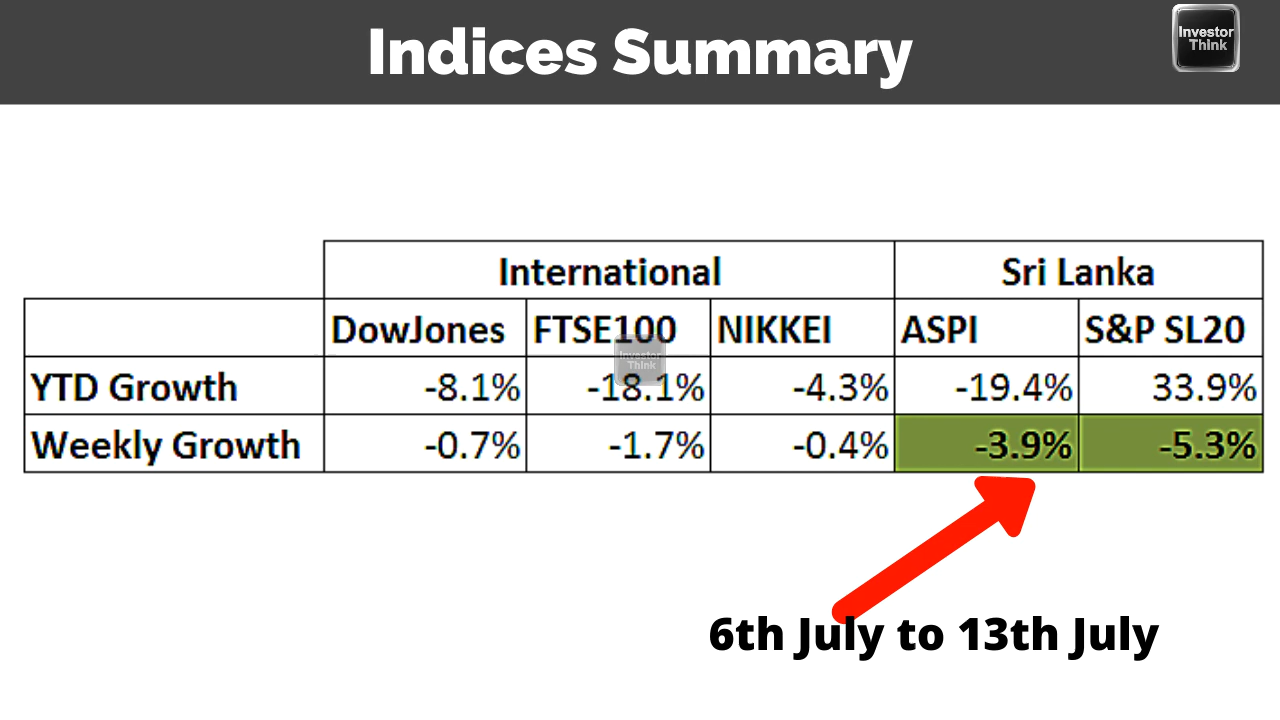 Indices Summary
Investor
Think
International Sri Lanka
DowJones FTSE100 NIKKEI ASPI S&P SL20
Investor
Think
YTD Growth -8.1% -18.1% -4.3% -19.4% 33.9%
Weekly Growth -0.7% -1.7% -0.4% -3.9% -5.3%
6th July to 13th July